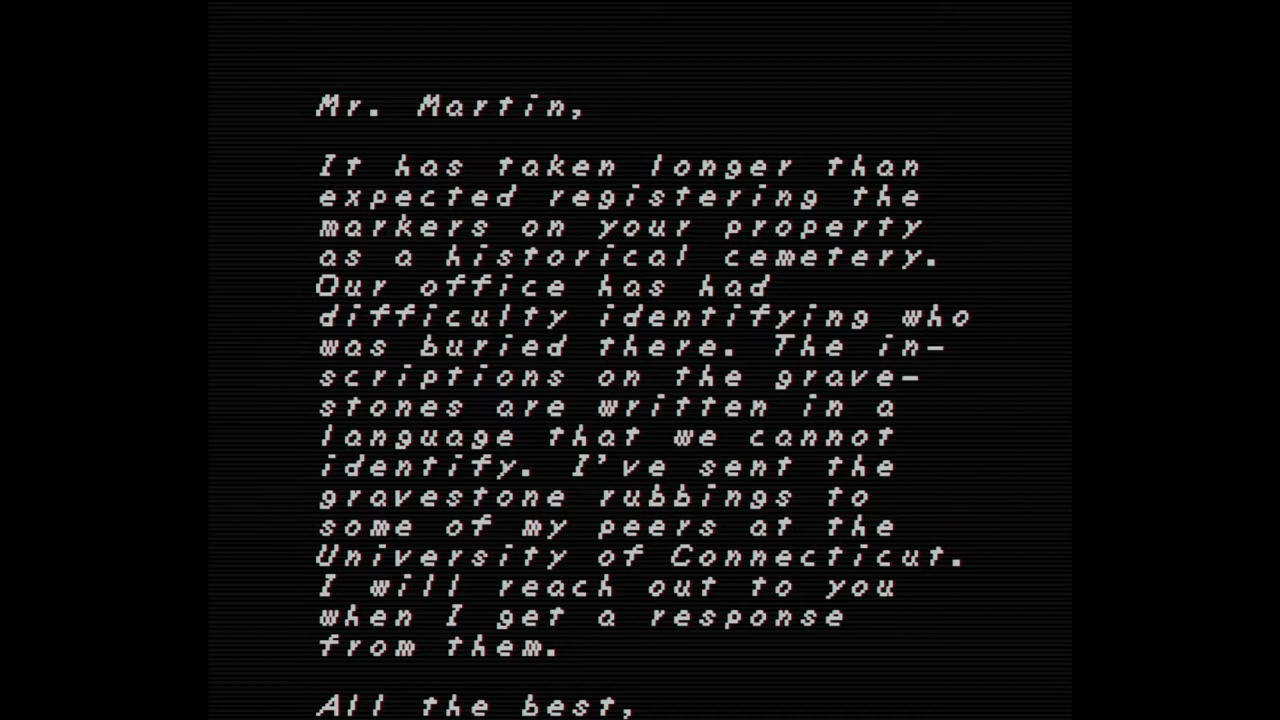 Mr. Martin,
It has taken longer than
expected registering the
markers on your property
as a historical cemetery.
Our office has had
difficulty identifying who
was buried there. The in-
scriptions on the grave-
stones are written in a
language that we cannot
identify. I've sent the
gravestone rubbings to
some of my peers at the
University of Connecticut.
I will reach out to you
when I get a response
from them.
All the best,